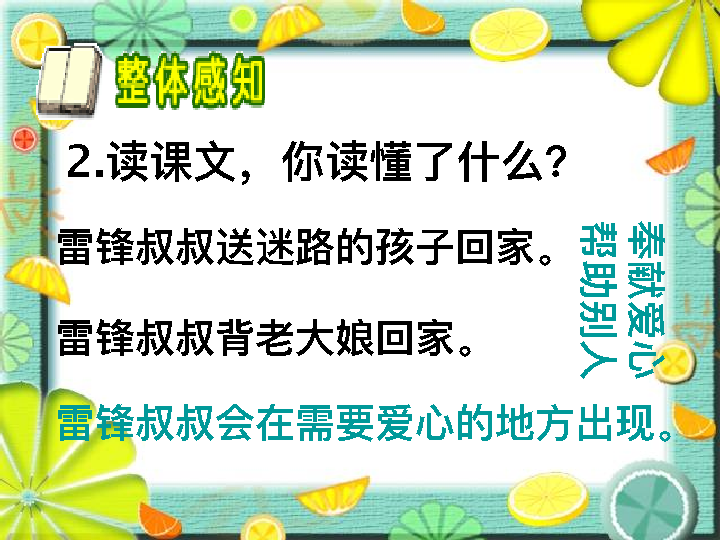 整体感知
2.读课文，你读懂了什么？
雷锋叔叔送迷路的孩子回家。
雷锋叔叔背老大娘回家。
奉献爱心
帮助别人
雷锋叔叔会在需要爱心的地方出现。